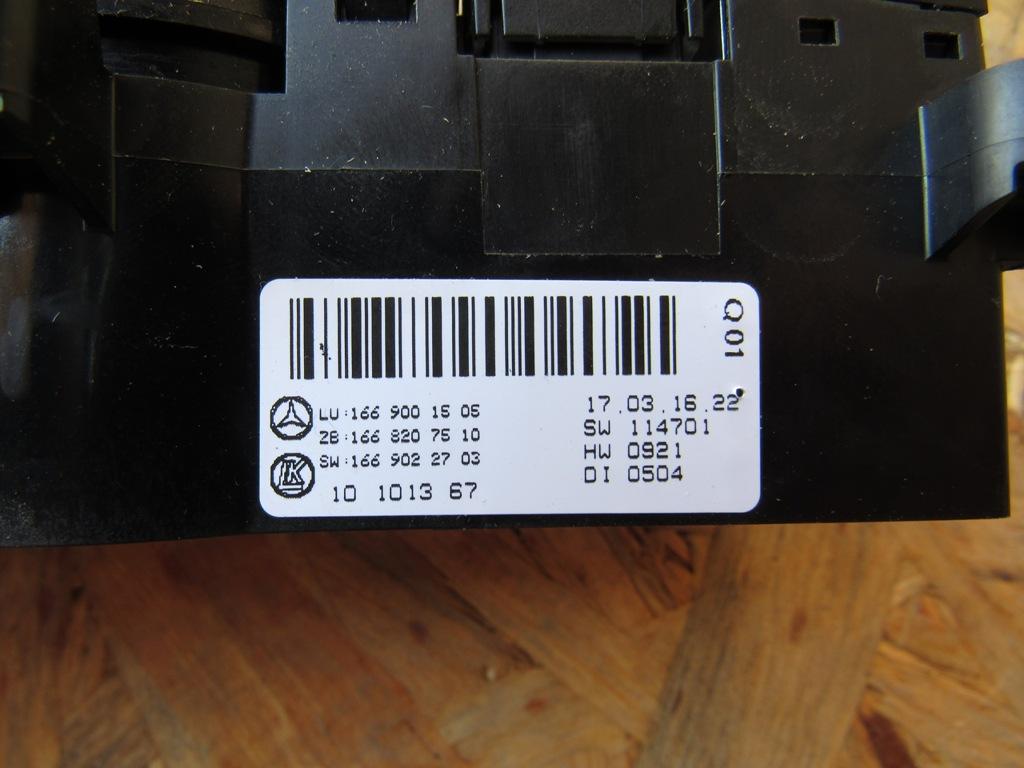 Q01
LU:166 900 15 05
ZB:166 820 75 10
SW:166 902 27 03
10 1013 67
17.03.16.22
SW 114701
HW 0921
DI 0504
LK